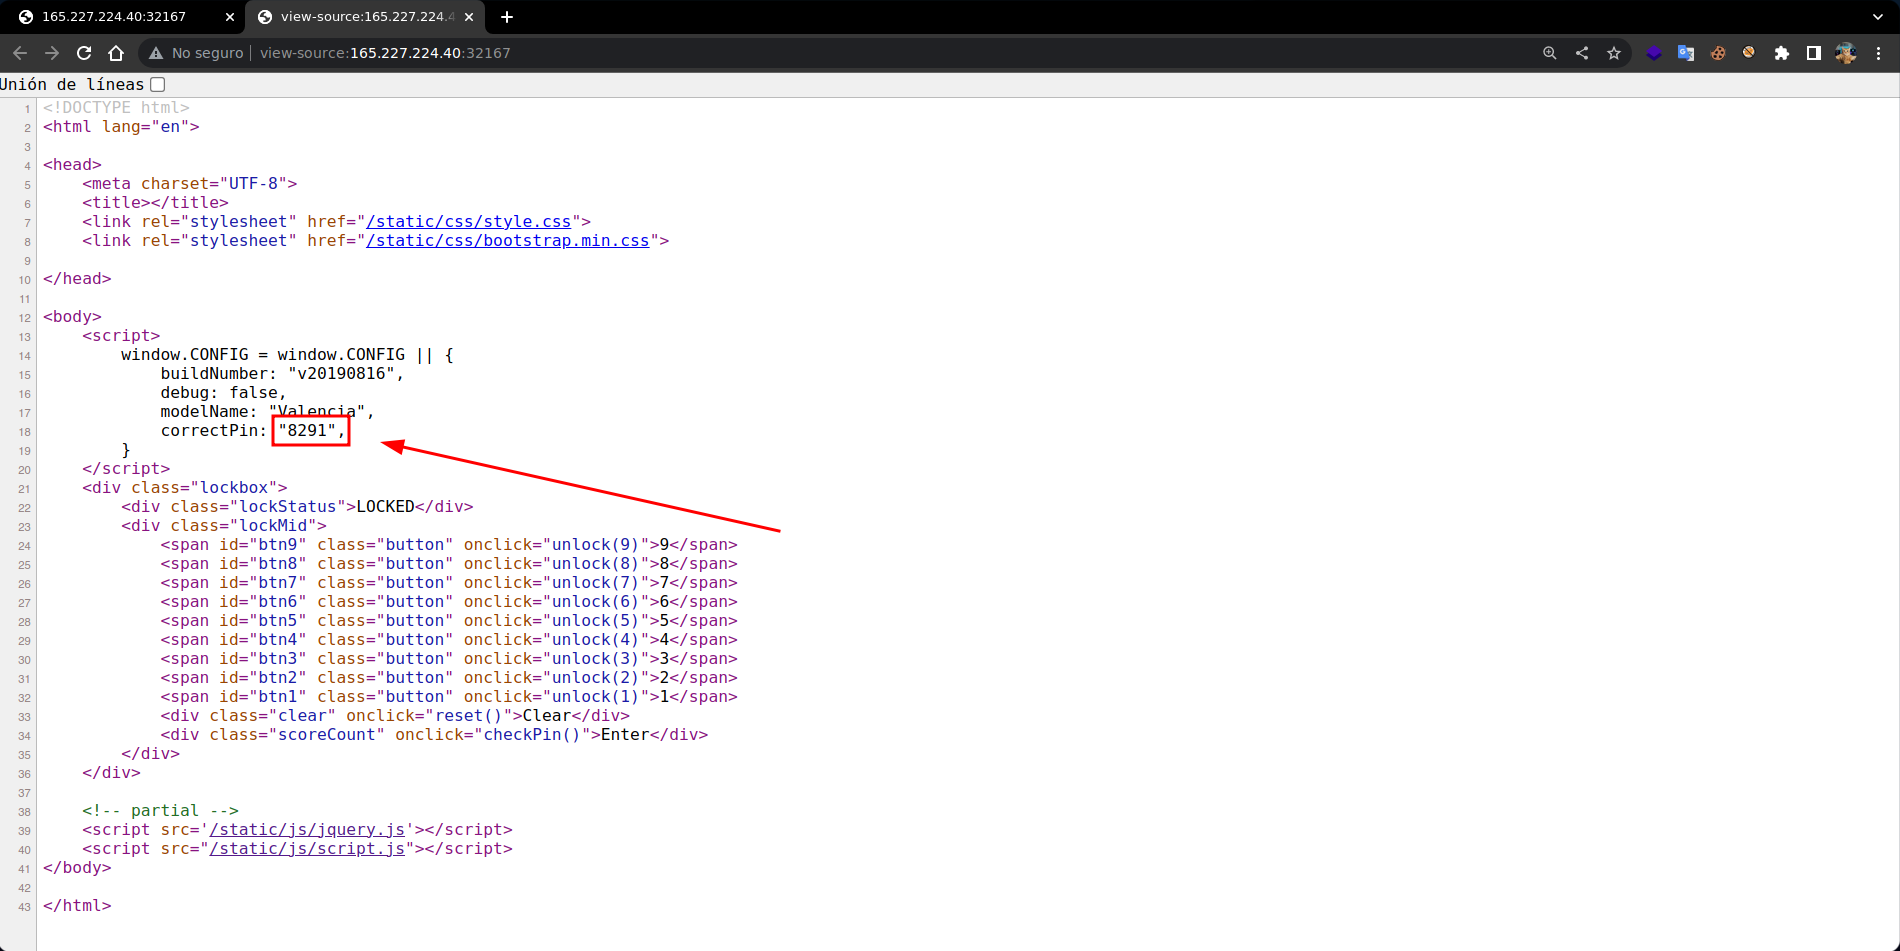 165.227.224.40:32167
view-source:165.227.224.4
No seguro
view-source:165.227.224.40:32167
Unión de líneas
1 <!DOCTYPE html>
2 <html lang="en">
3
4 <head>
5 <meta charset="UTF-8">
6 <title></title>
7 <link rel="stylesheet" href="/static/css/style.css">
8 <link rel="stylesheet" href="/static/css/bootstrap.min.css">
9
10 </head>
11
12 <body>
13 <script>
14 window.CONFIG = window.CONFIG || {
15 buildNumber: "v20190816",
16 debug: false,
17 modelName: "Valencia",
18 correctPin: "8291",
19 }
20 </script>
21 <div class="lockbox">
22 <div class="lockStatus">LOCKED</div>
23 <div class="lockMid">
24 <span id="btn9" class="button" onclick="unlock(9)">9</span>
25 <span id="btn8" class="button" onclick="unlock(8)">8</span>
26 <span id="btn7" class="button" onclick="unlock(7)">7</span>
27 <span id="btn6" class="button" onclick="unlock(6)">6</span>
28 <span id="btn5" class="button" onclick="unlock(5)">5</span>
29 <span id="btn4" class="button" onclick="unlock(4)">4</span>
30 <span id="btn3" class="button" onclick="unlock(3)">3</span>
31 <span id="btn2" class="button" onclick="unlock(2)">2</span>
32 <span id="btn1" class="button" onclick="unlock(1)">1</span>
33 <div class="clear" onclick="reset()">Clear</div>
34 <div class="scoreCount" onclick="checkPin()">Enter</div>
35 </div>
36 </div>
37
38 <!-- partial -->
39 <script src='/static/js/jquery.js'></script>
40 <script src="/static/js/script.js"></script>
41 </body>
42
43 </html>